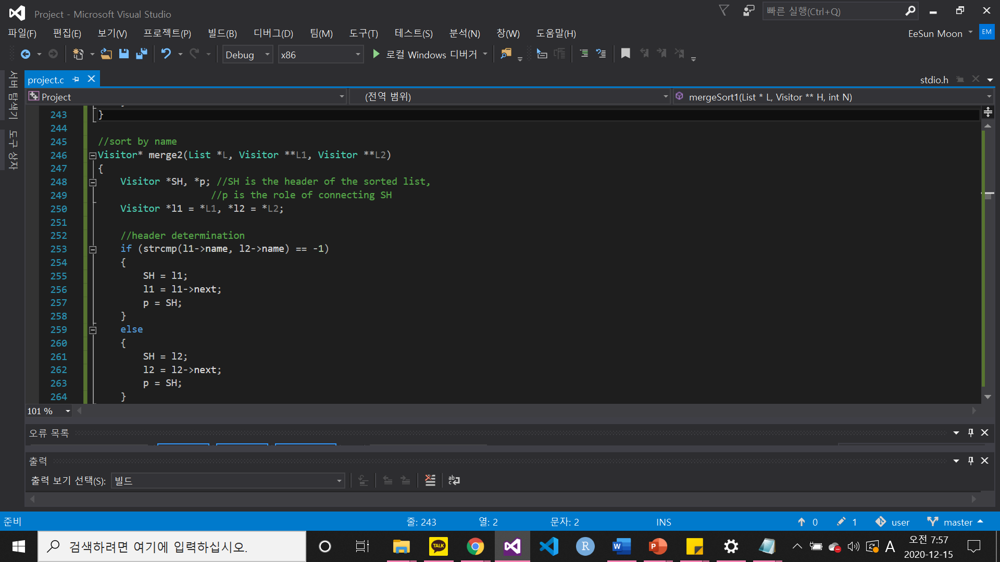 Project - Microsoft Visual Studio
빠른 실행(Ctrl+Q)
파일(F) 편집(E) 보기(V) 프로젝트(P) 빌드(B) 디버그(D) 팀(M) 도구(T) 테스트(S) 분석(N) 창(W) 도움말(H)
EeSun Moon
EM
Debug x86 로컬 Windows 디버거
서버 탐색기
도구 상자
project.c
stdio.h
Project (전역 범위) mergeSort1(List * L, Visitor ** H, int N)
243 }
244
245 //sort by name
246 Visitor* merge2(List *L, Visitor **L1, Visitor **L2)
247 {
248 Visitor *SH, *p; //SH is the header of the sorted list,
249 //p is the role of connecting SH
250 Visitor *l1 = *L1, *l2 = *L2;
251
252 //header determination
253 if (strcmp(l1->name, l2->name) == -1)
254 {
255 SH = l1;
256 l1 = l1->next;
257 p = SH;
258 }
259 else
260 {
261 SH = l2;
262 l2 = l2->next;
263 p = SH;
264 }
101 %
오류 목록
출력
출력 보기 선택(S): 빌드
준비 줄: 243 열: 2 문자: 2 INS 0 1 user master
검색하려면 여기에 입력하십시오.
TALK
R
W
P
A
오전 7:57
2020-12-15